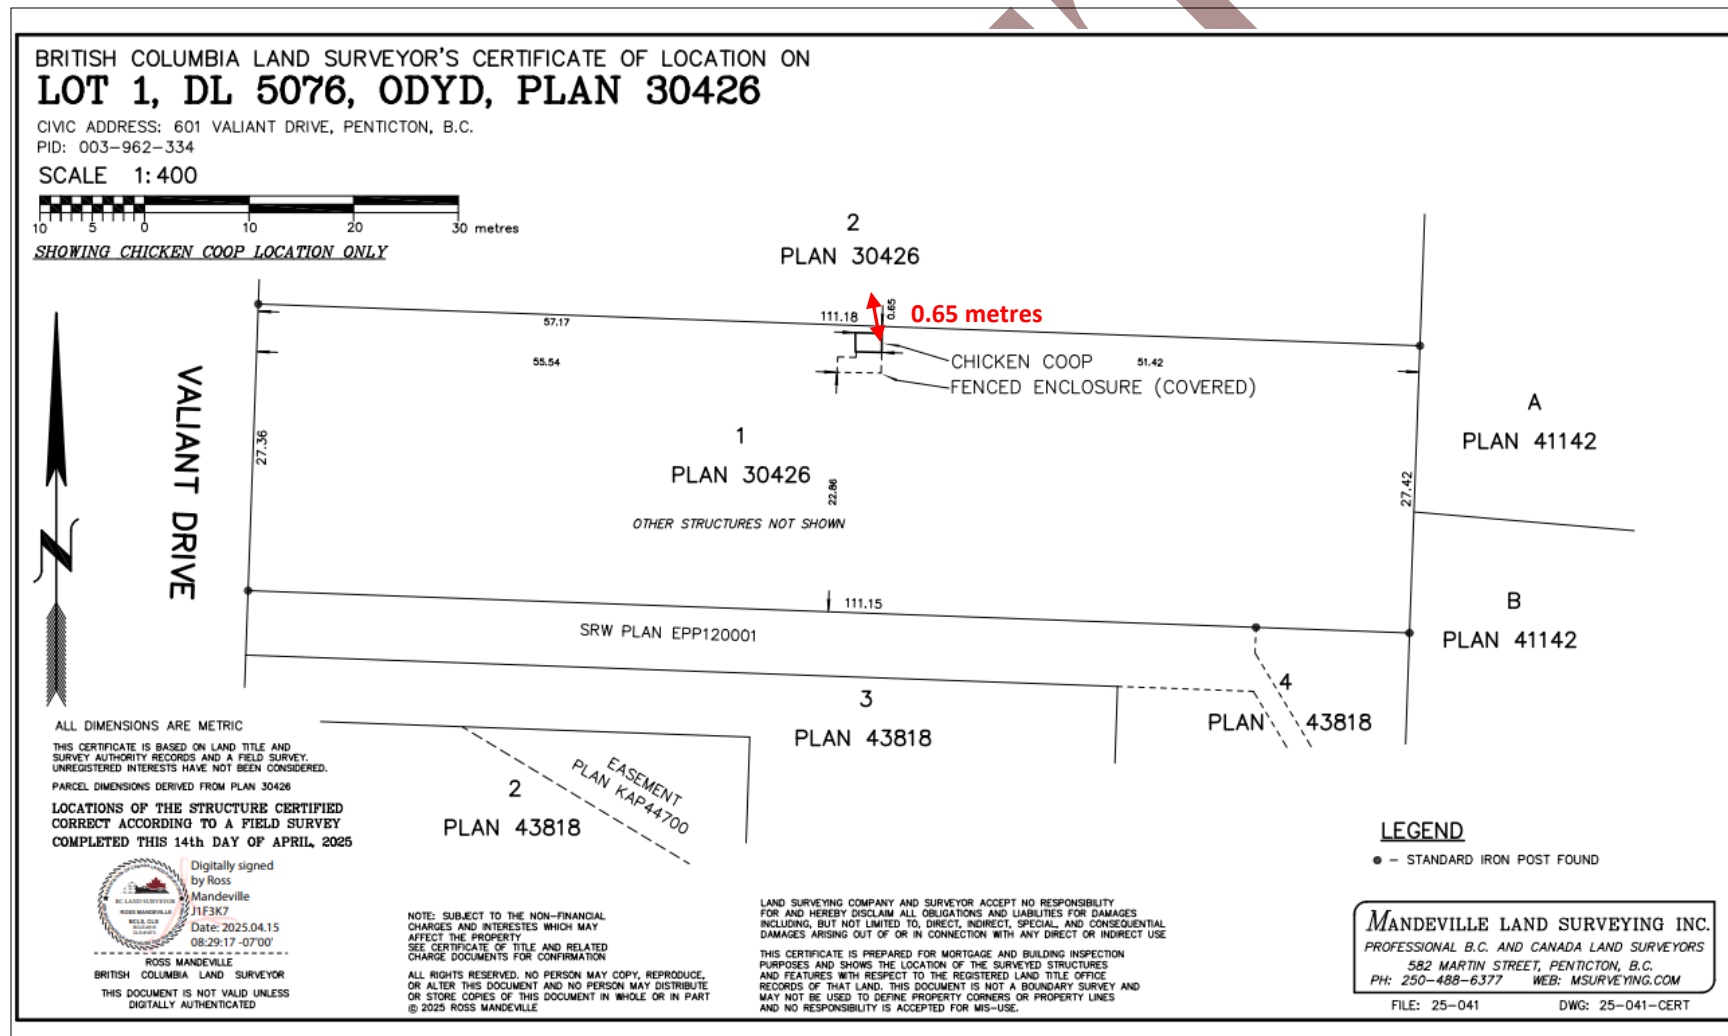 BRITISH COLUMBIA LAND SURVEYOR'S CERTIFICATE OF LOCATION ON
LOT 1, DL 5076, ODYD, PLAN 30426
CIVIC ADDRESS: 601 VALIANT DRIVE, PENTICTON, B.C.
PID: 003-962-334
SCALE 1:400
10 5 0 10 20 30 metres
SHOWING CHICKEN COOP LOCATION ONLY
2
PLAN 30426
57.17
111.18
0.65
0.65 metres
55.54
CHICKEN COOP
51.42
FENCED ENCLOSURE (COVERED)
VALIANT DRIVE
27.36
1
PLAN 30426
22.86
OTHER STRUCTURES NOT SHOWN
27.42
A
PLAN 41142
B
PLAN 41142
N
111.15
SRW PLAN EPP120001
3
PLAN 43818
4
PLAN 43818
2
PLAN 43818
EASEMENT
PLAN KAP44700
ALL DIMENSIONS ARE METRIC
THIS CERTIFICATE IS BASED ON LAND TITLE AND
SURVEY AUTHORITY RECORDS AND A FIELD SURVEY.
UNREGISTERED INTERESTS HAVE NOT BEEN CONSIDERED.
PARCEL DIMENSIONS DERIVED FROM PLAN 30426
LOCATIONS OF THE STRUCTURE CERTIFIED
CORRECT ACCORDING TO A FIELD SURVEY
COMPLETED THIS 14th DAY OF APRIL, 2025
BC LAND SURVEYOR
ROSS MANDEVILLE
BCLS, CLS
Digitally signed
by Ross
Mandeville
J1F3K7
Date: 2025.04.15
08:29:17 -07'00'
ROSS MANDEVILLE
BRITISH COLUMBIA LAND SURVEYOR
THIS DOCUMENT IS NOT VALID UNLESS
DIGITALLY AUTHENTICATED
NOTE: SUBJECT TO THE NON-FINANCIAL
CHARGES AND INTERESTES WHICH MAY
AFFECT THE PROPERTY
SEE CERTIFICATE OF TITLE AND RELATED
CHARGE DOCUMENTS FOR CONFIRMATION
ALL RIGHTS RESERVED. NO PERSON MAY COPY, REPRODUCE,
OR ALTER THIS DOCUMENT AND NO PERSON MAY DISTRIBUTE
OR STORE COPIES OF THIS DOCUMENT IN WHOLE OR IN PART
© 2025 ROSS MANDEVILLE
LAND SURVEYING COMPANY AND SURVEYOR ACCEPT NO RESPONSIBILITY
FOR AND HEREBY DISCLAIM ALL OBLIGATIONS AND LIABILITIES FOR DAMAGES
INCLUDING, BUT NOT LIMITED TO, DIRECT, INDIRECT, SPECIAL, AND CONSEQUENTIAL
DAMAGES ARISING OUT OF OR IN CONNECTION WITH ANY DIRECT OR INDIRECT USE
THIS CERTIFICATE IS PREPARED FOR MORTGAGE AND BUILDING INSPECTION
PURPOSES AND SHOWS THE LOCATION OF THE SURVEYED STRUCTURES
AND FEATURES WITH RESPECT TO THE REGISTERED LAND TITLE OFFICE
RECORDS OF THAT LAND. THIS DOCUMENT IS NOT A BOUNDARY SURVEY AND
MAY NOT BE USED TO DEFINE PROPERTY CORNERS OR PROPERTY LINES
AND NO RESPONSIBILITY IS ACCEPTED FOR MIS-USE.
LEGEND
- STANDARD IRON POST FOUND
MANDEVILLE LAND SURVEYING INC.
PROFESSIONAL B.C. AND CANADA LAND SURVEYORS
582 MARTIN STREET, PENTICTON, B.C.
PH: 250-488-6377 WEB: MSURVEYING.COM
FILE: 25-041 DWG: 25-041-CERT